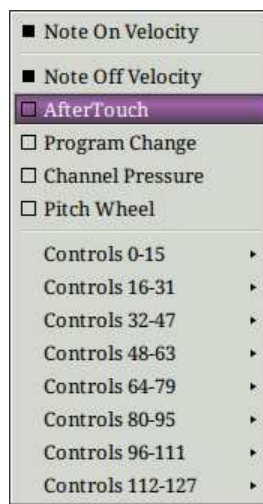 Note On Velocity
Note Off Velocity
AfterTouch
Program Change
Channel Pressure
Pitch Wheel
Controls 0-15
Controls 16-31
Controls 32-47
Controls 48-63
Controls 64-79
Controls 80-95
Controls 96-111
Controls 112-127